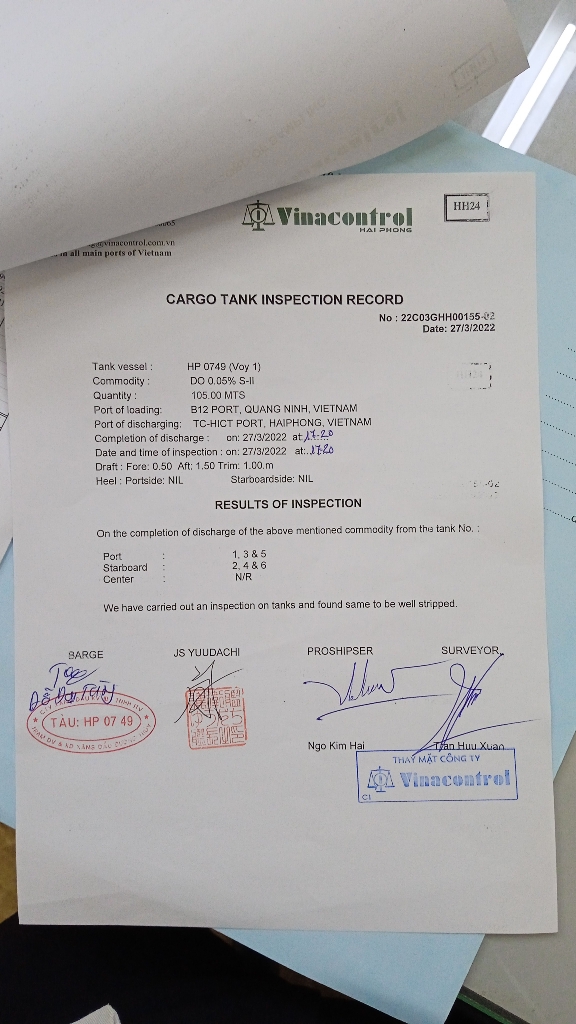 @vinacontrol.com.vn
in all main ports of Vietnam
Vinacontrol
HAI PHONG
HH24
CARGO TANK INSPECTION RECORD
No : 22C03GHH00155-02
Date: 27/3/2022
Tank vessel : HP 0749 (Voy 1)
Commodity : DO 0.05% S-II
Quantity : 105.00 MTS
Port of loading: B12 PORT, QUANG NINH, VIETNAM
Port of discharging: TC-HICT PORT, HAIPHONG, VIETNAM
Completion of discharge : on: 27/3/2022 at: 17.20
Date and time of inspection : on: 27/3/2022 at: 17.20
Draft : Fore: 0.50 Aft: 1.50 Trim: 1.00.m
Heel : Portside: NIL Starboardside: NIL
RESULTS OF INSPECTION
On the completion of discharge of the above mentioned commodity from the tank No. :
Port : 1, 3 & 5
Starboard : 2, 4 & 6
Center : N/R
We have carried out an inspection on tanks and found same to be well stripped.
BARGE JS YUUDACHI PROSHIPSER SURVEYOR
TÀU: HP 07 49
Ngo Kim Hai Tran Huu Xuan
THAY MẶT CÔNG TY
Vinacontrol
CI